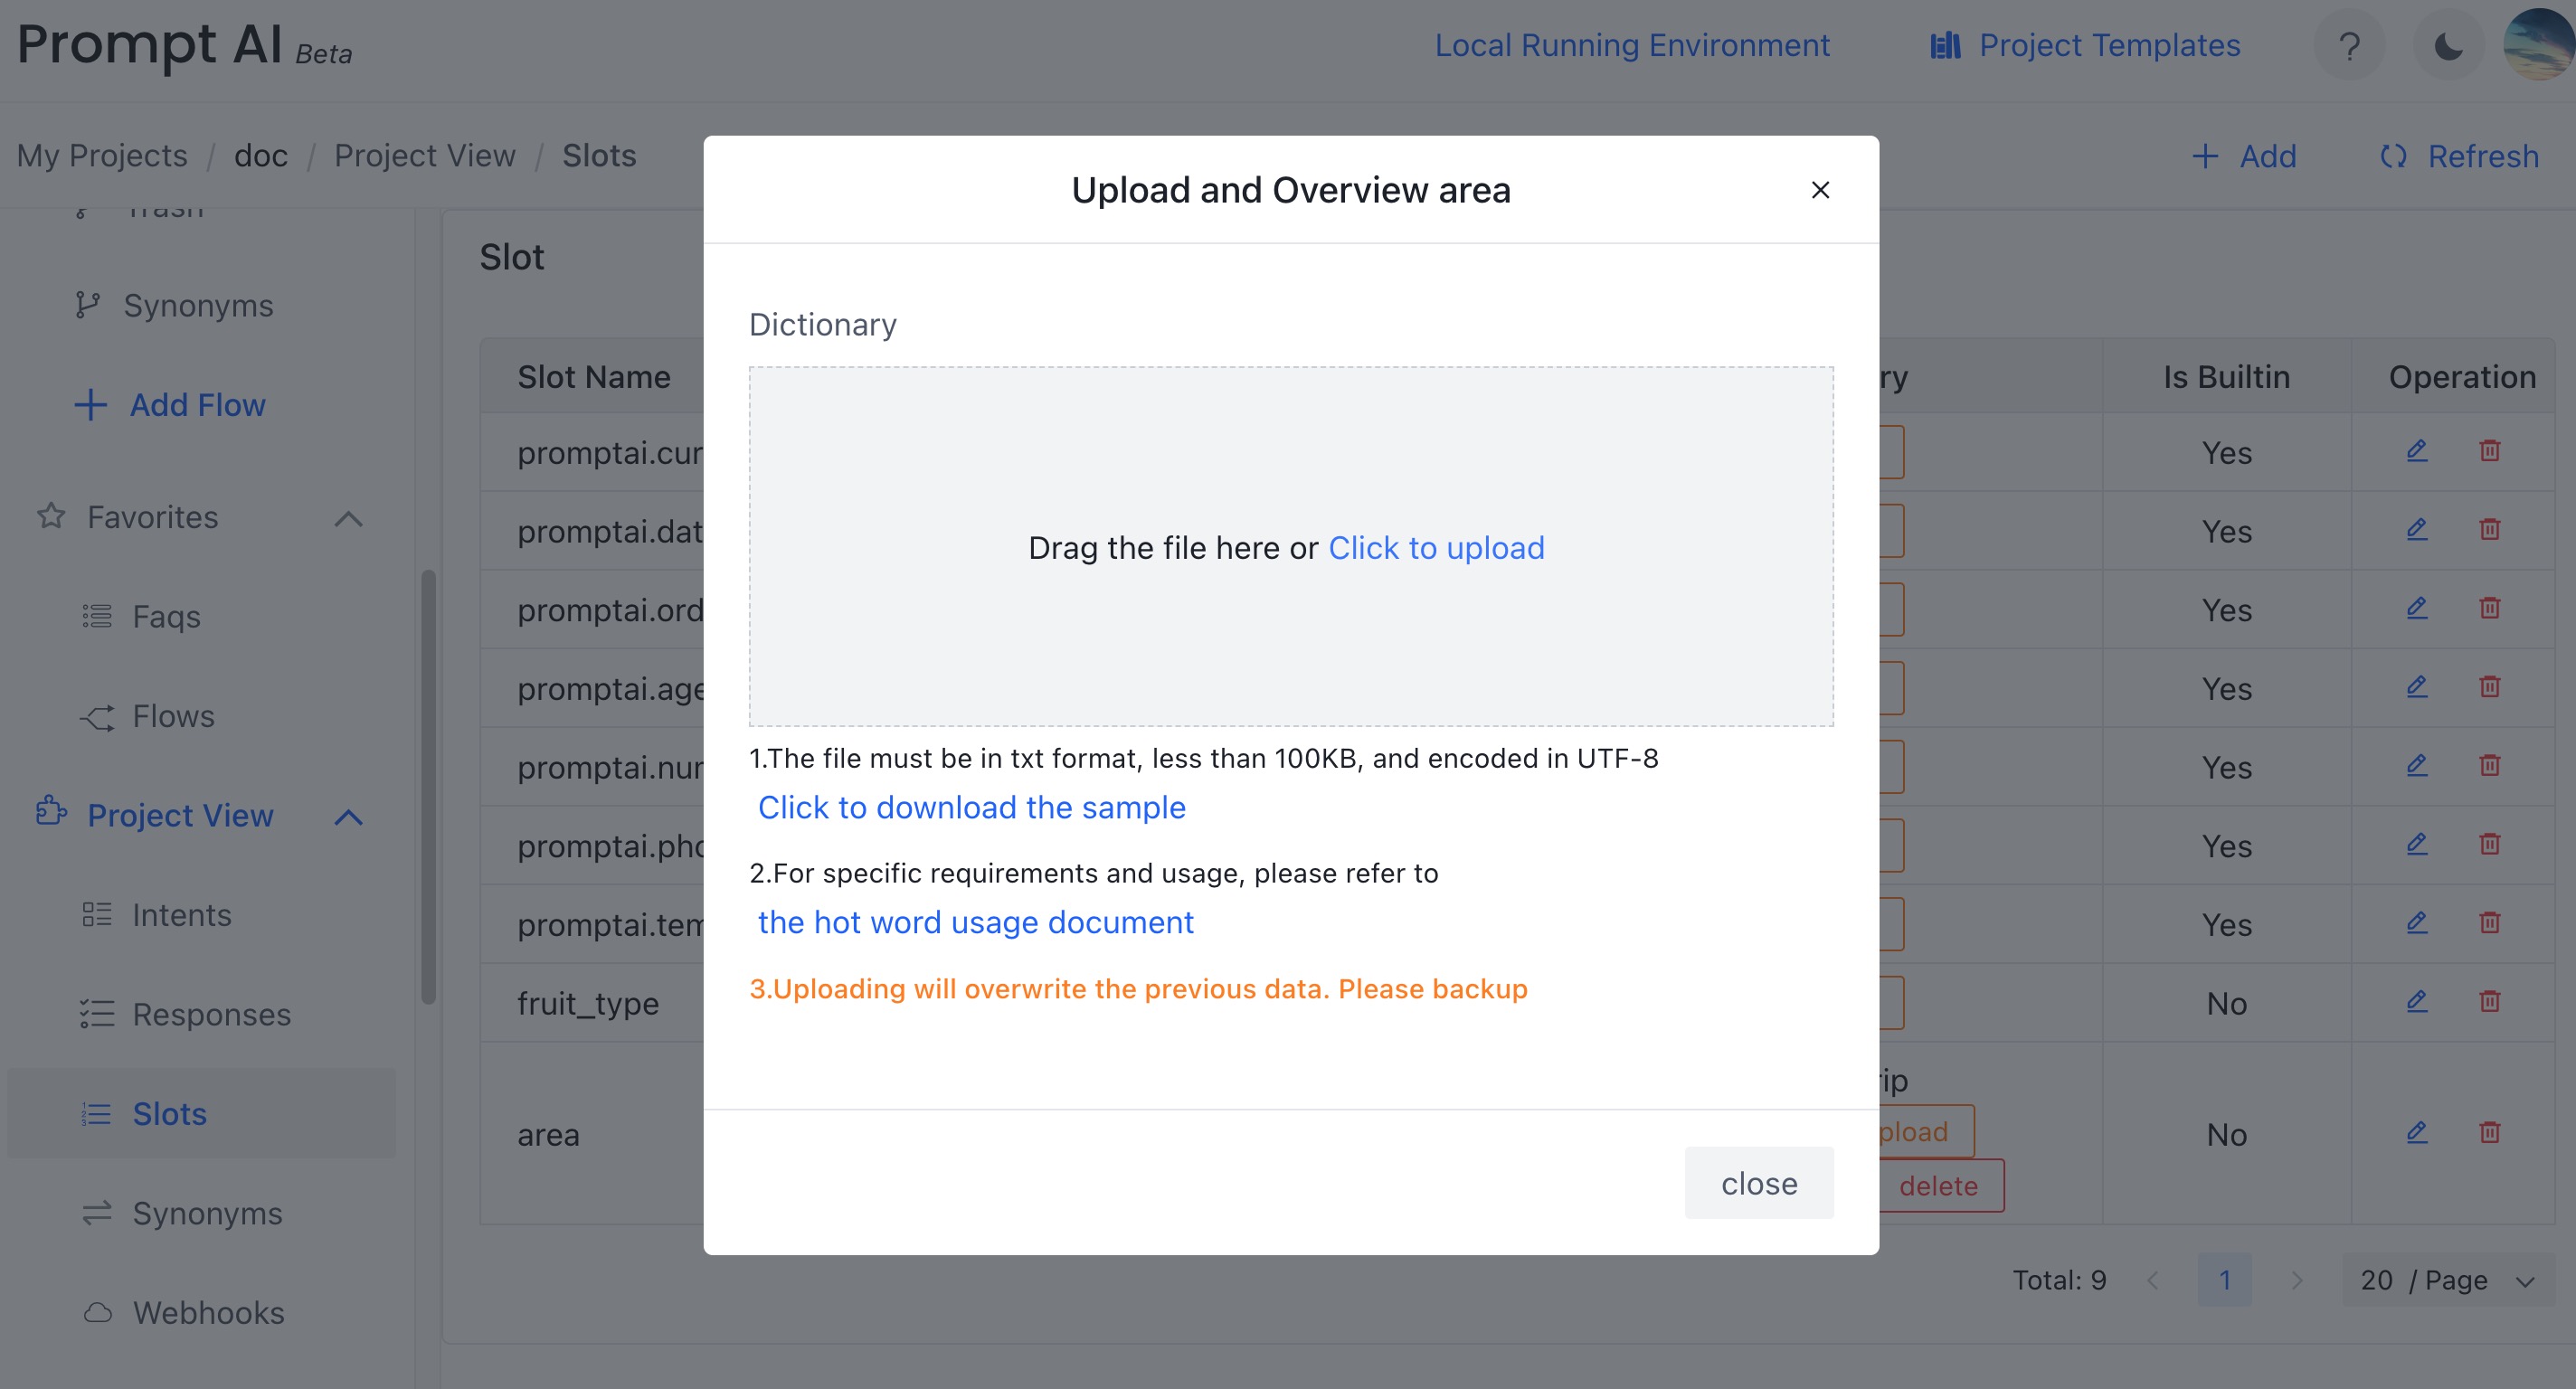 Prompt AI Beta
Local Running Environment
Project Templates
?
My Projects / doc / Project View / Slots
+ Add
Refresh
Trash
Synonyms
+ Add Flow
Favorites
Faqs
Flows
Project View
Intents
Responses
Slots
Synonyms
Webhooks
Slot
Slot Name
ry
Is Builtin
Operation
promptai.cur
Yes
promptai.dat
Yes
promptai.ord
Yes
promptai.age
Yes
promptai.nur
Yes
promptai.pho
Yes
promptai.tem
Yes
fruit_type
No
area
rip
pload
delete
No
Total: 9
1
20 / Page
Upload and Overview area
Dictionary
Drag the file here or Click to upload
1.The file must be in txt format, less than 100KB, and encoded in UTF-8
Click to download the sample
2.For specific requirements and usage, please refer to
the hot word usage document
3.Uploading will overwrite the previous data. Please backup
close